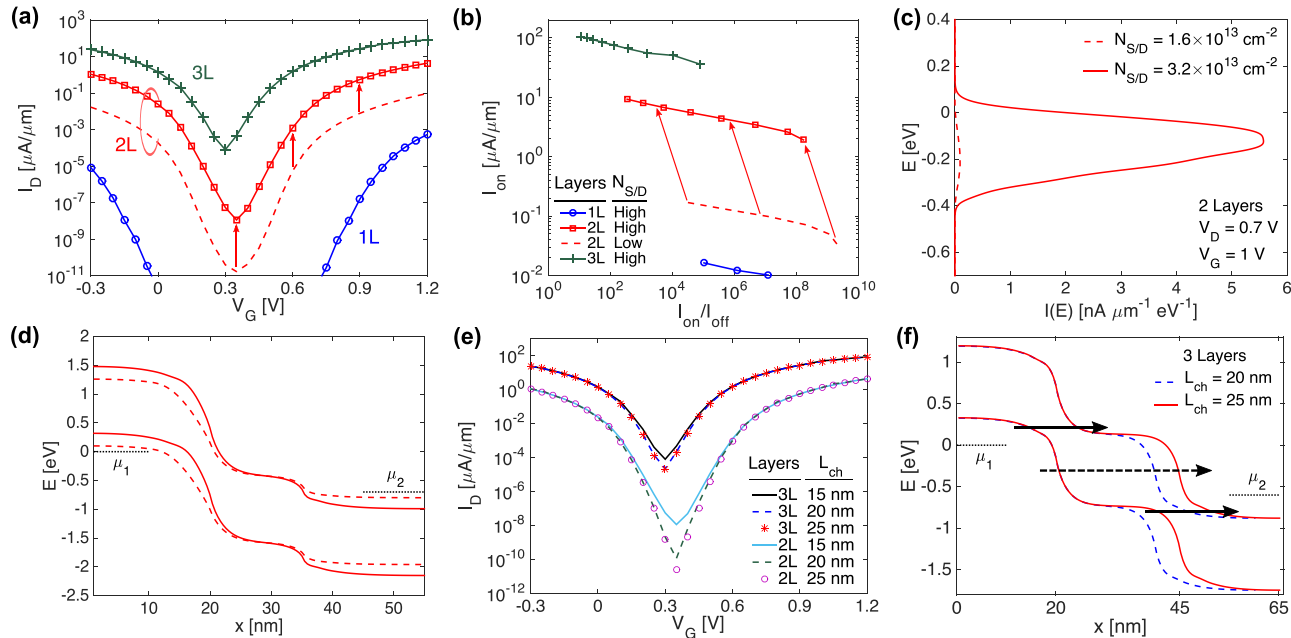 (a)
10^3
10^1
10^-1
10^-3
10^-5
10^-7
10^-9
10^-11
I_D [μA/μm]
3L
2L
1L
-0.3 0 0.3 0.6 0.9 1.2
V_G [V]
(b)
10^2
10^1
10^0
10^-1
10^-2
I_on [μA/μm]
Layers N_S/D
1L High
2L High
2L Low
3L High
10^0 10^2 10^4 10^6 10^8 10^10
I_on/I_off
(c)
0.4
0.2
0
-0.2
-0.4
-0.6
E [eV]
N_S/D = 1.6×10^13 cm^-2
N_S/D = 3.2×10^13 cm^-2
2 Layers
V_D = 0.7 V
V_G = 1 V
0 1 2 3 4 5 6
I(E) [nA μm^-1 eV^-1]
(d)
2
1.5
1
0.5
0
-0.5
-1
-1.5
-2
-2.5
E [eV]
μ_1
μ_2
10 20 30 40 50
x [nm]
(e)
10^2
10^0
10^-2
10^-4
10^-6
10^-8
10^-10
10^-12
I_D [μA/μm]
Layers L_ch
3L 15 nm
3L 20 nm
3L 25 nm
2L 15 nm
2L 20 nm
2L 25 nm
-0.3 0 0.3 0.6 0.9 1.2
V_G [V]
(f)
1
0.5
0
-0.5
-1
-1.5
E [eV]
3 Layers
L_ch = 20 nm
L_ch = 25 nm
μ_1
μ_2
0 20 45 65
x [nm]